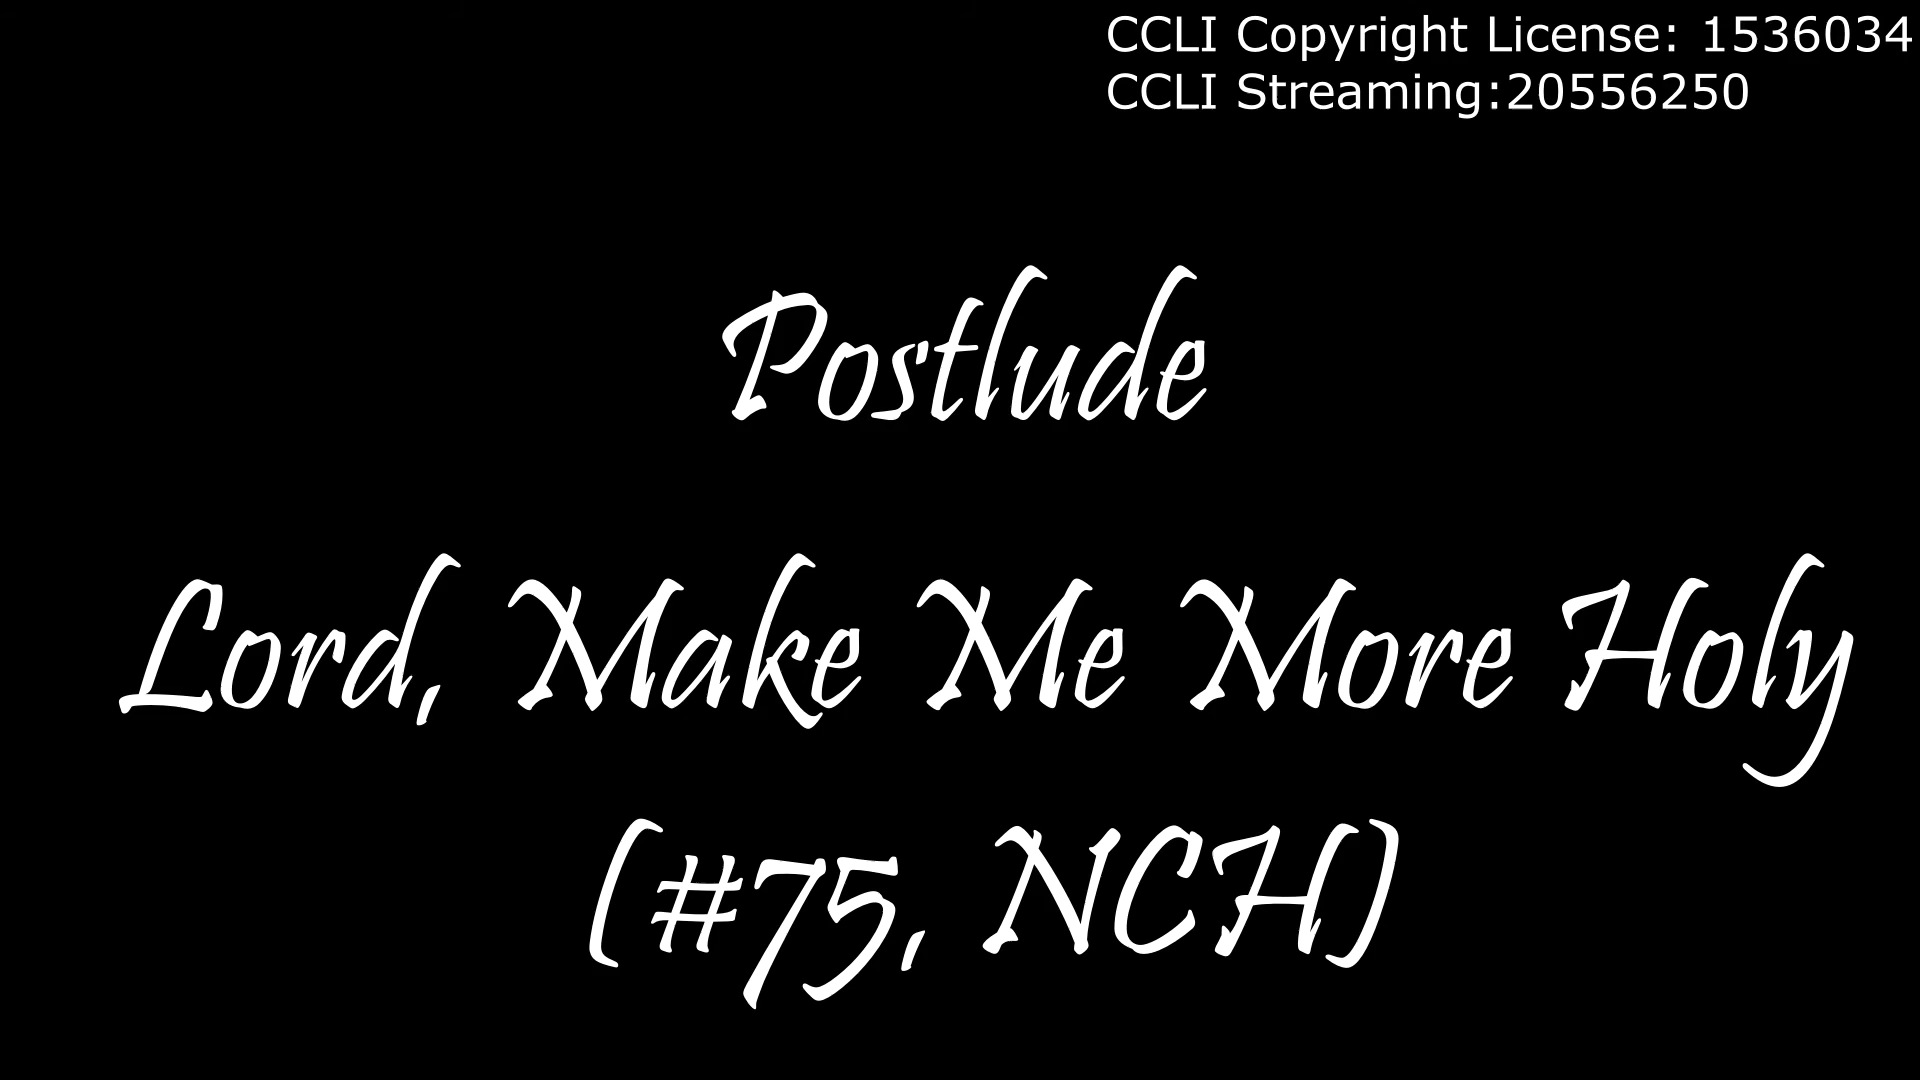 CCLI Copyright License: 1536034
CCLI Streaming:20556250
Postlude
Lord, Make Me More Holy
(#75, NCH)